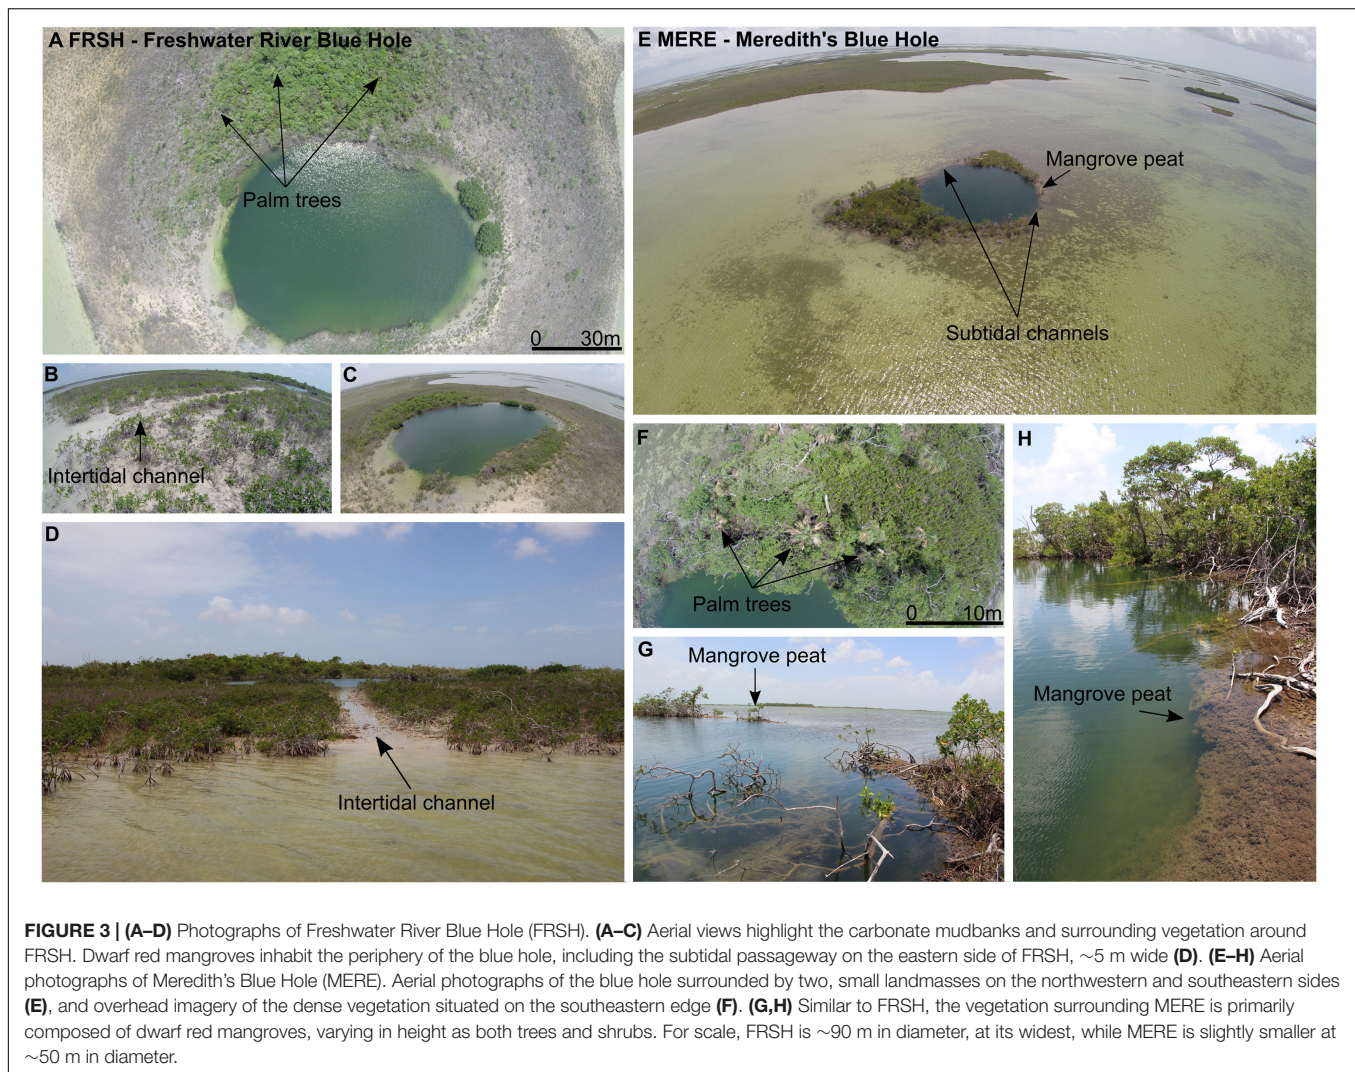 A FRSH - Freshwater River Blue Hole
Palm trees
0 30m
B
Intertidal channel
C
D
Intertidal channel
E MERE - Meredith's Blue Hole
Mangrove peat
Subtidal channels
F
Palm trees
0 10m
G
Mangrove peat
H
Mangrove peat
FIGURE 3 | (A–D) Photographs of Freshwater River Blue Hole (FRSH). (A–C) Aerial views highlight the carbonate mudbanks and surrounding vegetation around
FRSH. Dwarf red mangroves inhabit the periphery of the blue hole, including the subtidal passageway on the eastern side of FRSH, ~5 m wide (D). (E–H) Aerial
photographs of Meredith's Blue Hole (MERE). Aerial photographs of the blue hole surrounded by two, small landmasses on the northwestern and southeastern sides
(E), and overhead imagery of the dense vegetation situated on the southeastern edge (F). (G,H) Similar to FRSH, the vegetation surrounding MERE is primarily
composed of dwarf red mangroves, varying in height as both trees and shrubs. For scale, FRSH is ~90 m in diameter, at its widest, while MERE is slightly smaller at
~50 m in diameter.